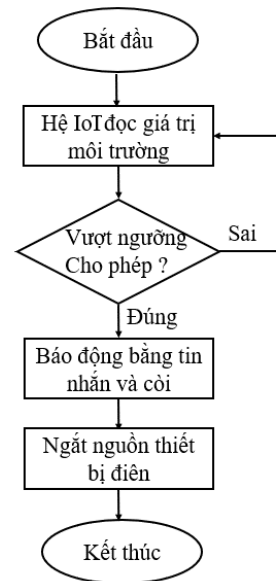 Bắt đầu
Hệ IoT đọc giá trị
môi trường
Vượt ngưỡng
Cho phép ?
Sai
Đúng
Báo động bằng tin
nhắn và còi
Ngắt nguồn thiết
bị điên
Kết thúc